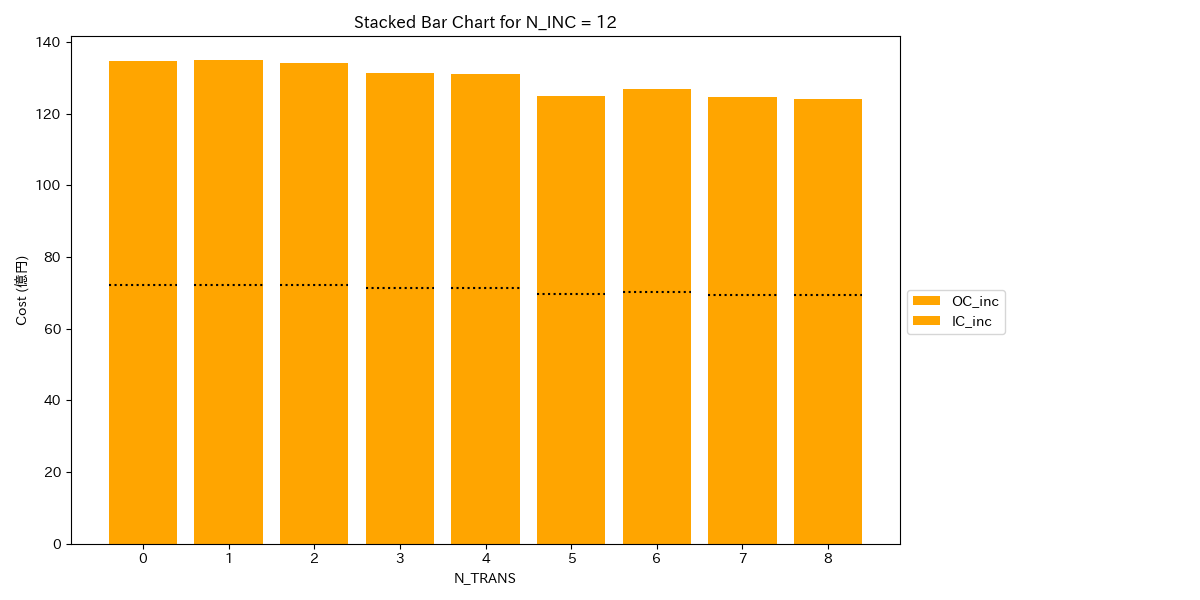 Stacked Bar Chart for N_INC = 12
Cost (億円)
140
120
100
80
60
40
20
0
0 1 2 3 4 5 6 7 8
N_TRANS
OC_inc
IC_inc